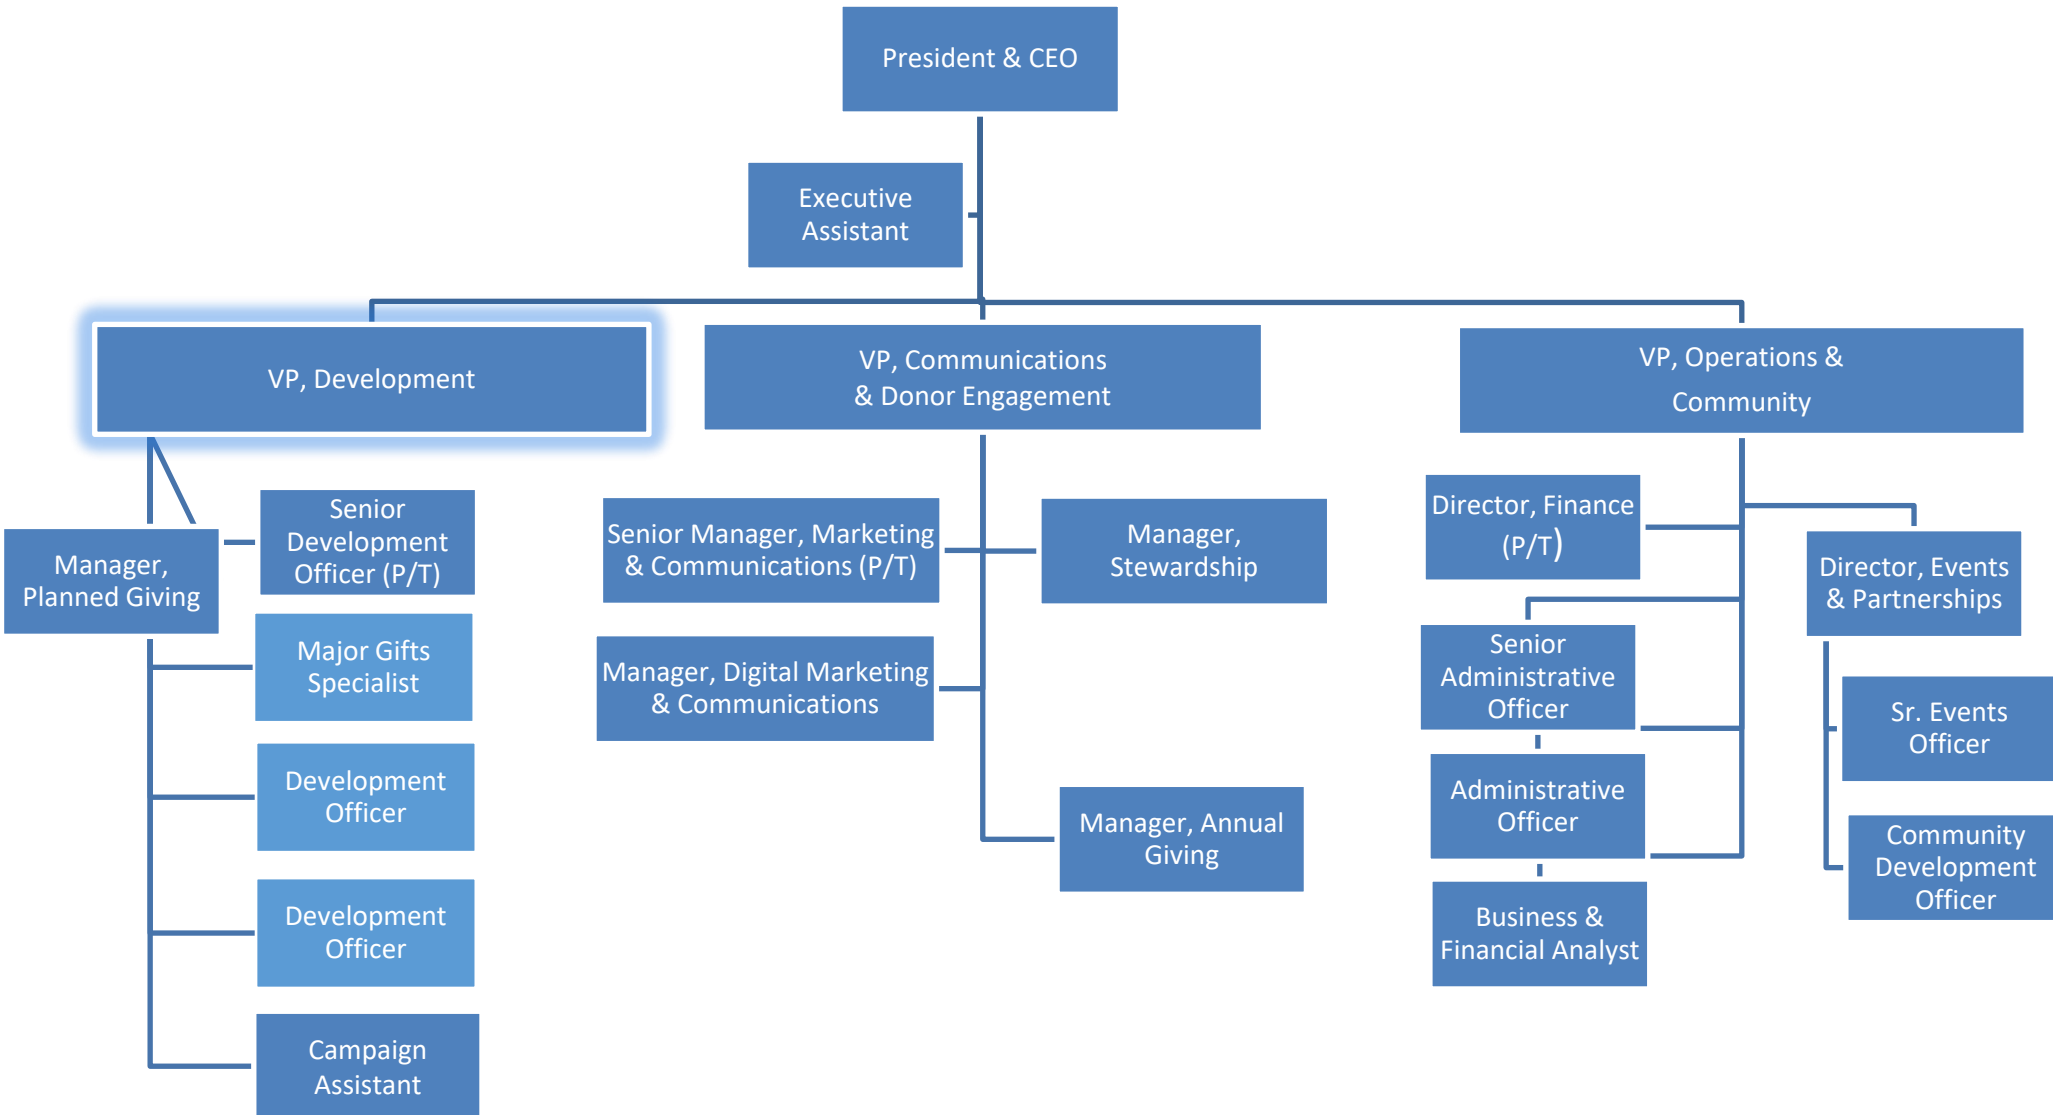 President & CEO
Executive
Assistant
VP, Development
VP, Communications
& Donor Engagement
VP, Operations &
Community
Manager,
Planned Giving
Senior
Development
Officer (P/T)
Major Gifts
Specialist
Development
Officer
Development
Officer
Campaign
Assistant
Senior Manager, Marketing
& Communications (P/T)
Manager,
Stewardship
Manager, Digital Marketing
& Communications
Manager, Annual
Giving
Director, Finance
(P/T)
Senior
Administrative
Officer
Administrative
Officer
Business &
Financial Analyst
Director, Events
& Partnerships
Sr. Events
Officer
Community
Development
Officer